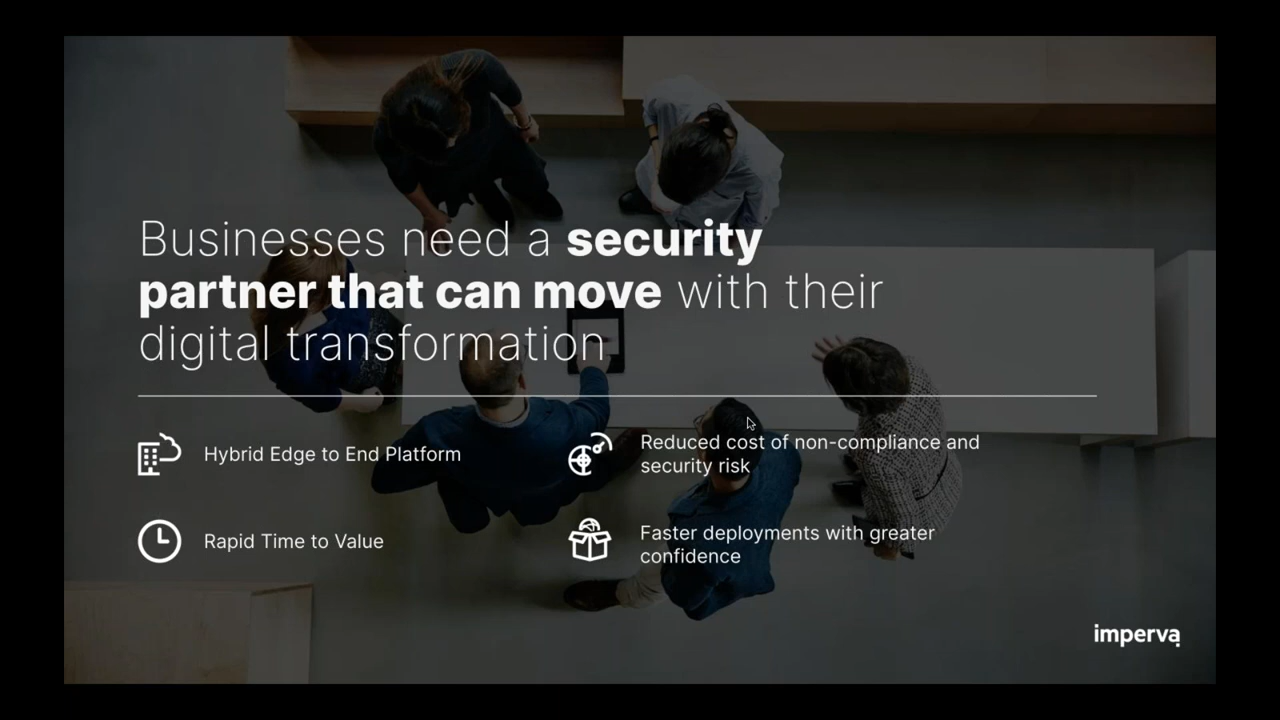 Businesses need a security
partner that can move with their
digital transformation
Hybrid Edge to End Platform
Reduced cost of non-compliance and
security risk
Rapid Time to Value
Faster deployments with greater
confidence
imperva